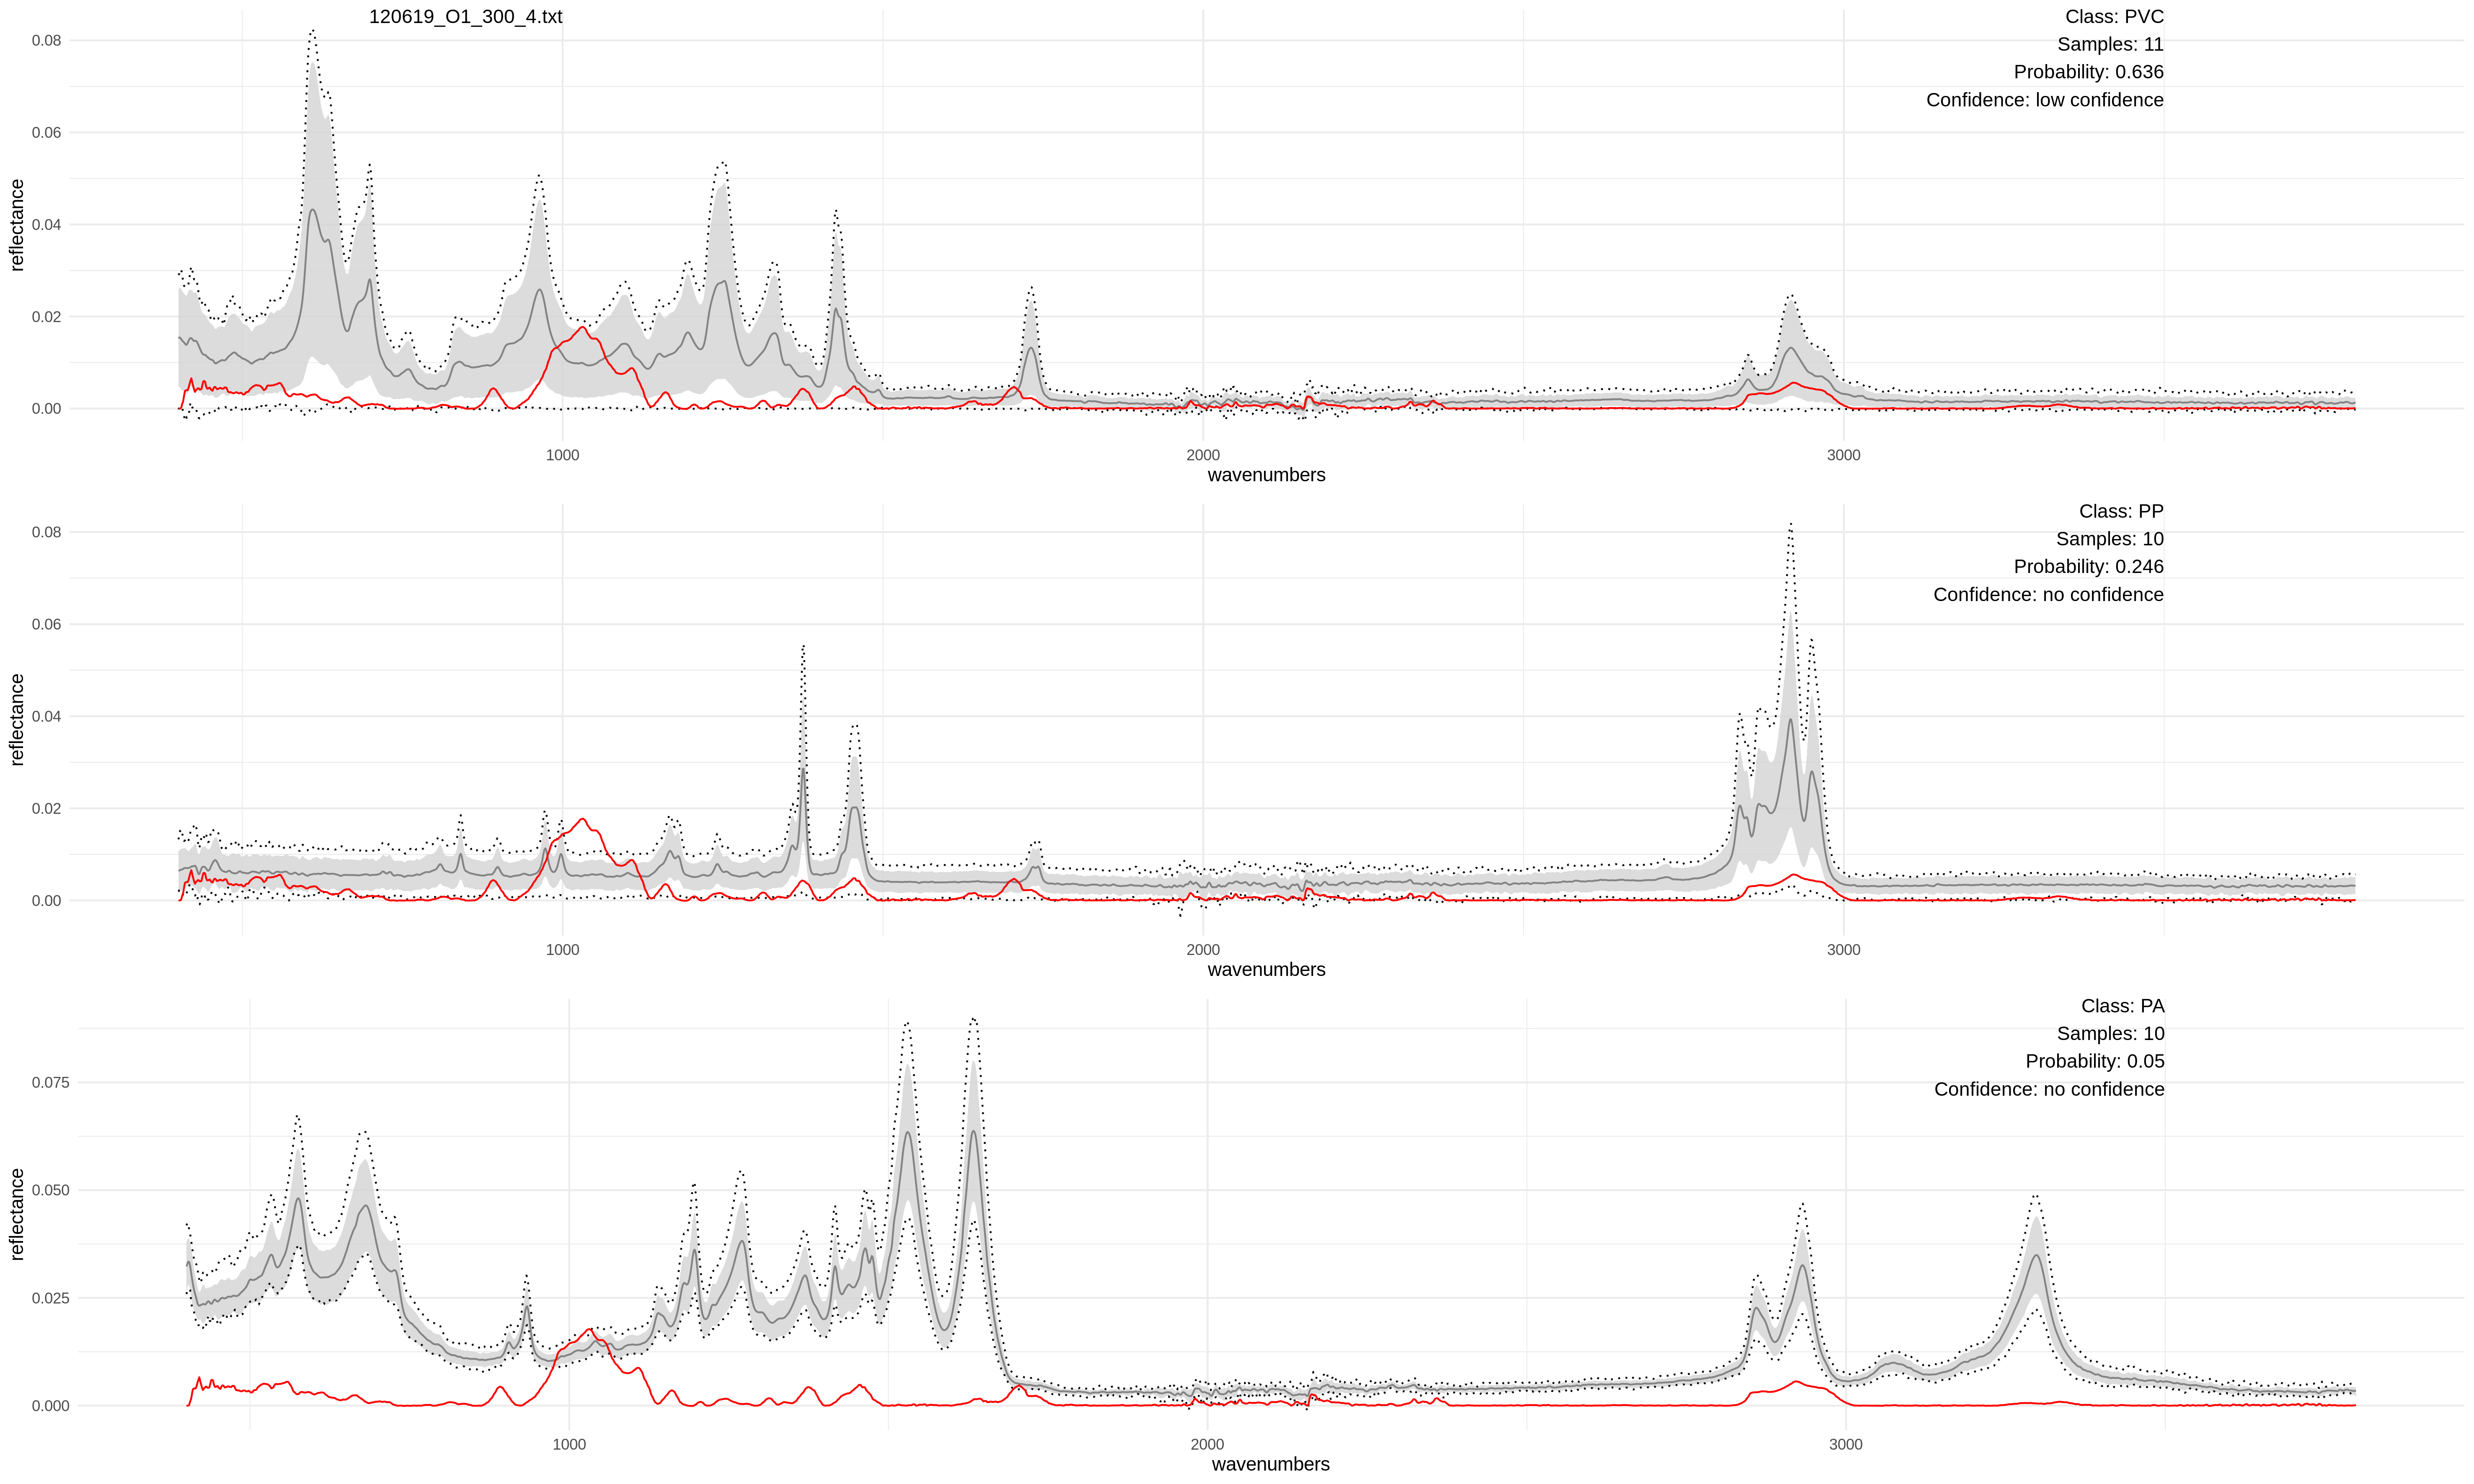 120619_O1_300_4.txt
Class: PVC
Samples: 11
Probability: 0.636
Confidence: low confidence
reflectance
0.08
0.06
0.04
0.02
0.00
1000 2000 3000
wavenumbers
Class: PP
Samples: 10
Probability: 0.246
Confidence: no confidence
reflectance
0.08
0.06
0.04
0.02
0.00
1000 2000 3000
wavenumbers
Class: PA
Samples: 10
Probability: 0.05
Confidence: no confidence
reflectance
0.075
0.050
0.025
0.000
1000 2000 3000
wavenumbers